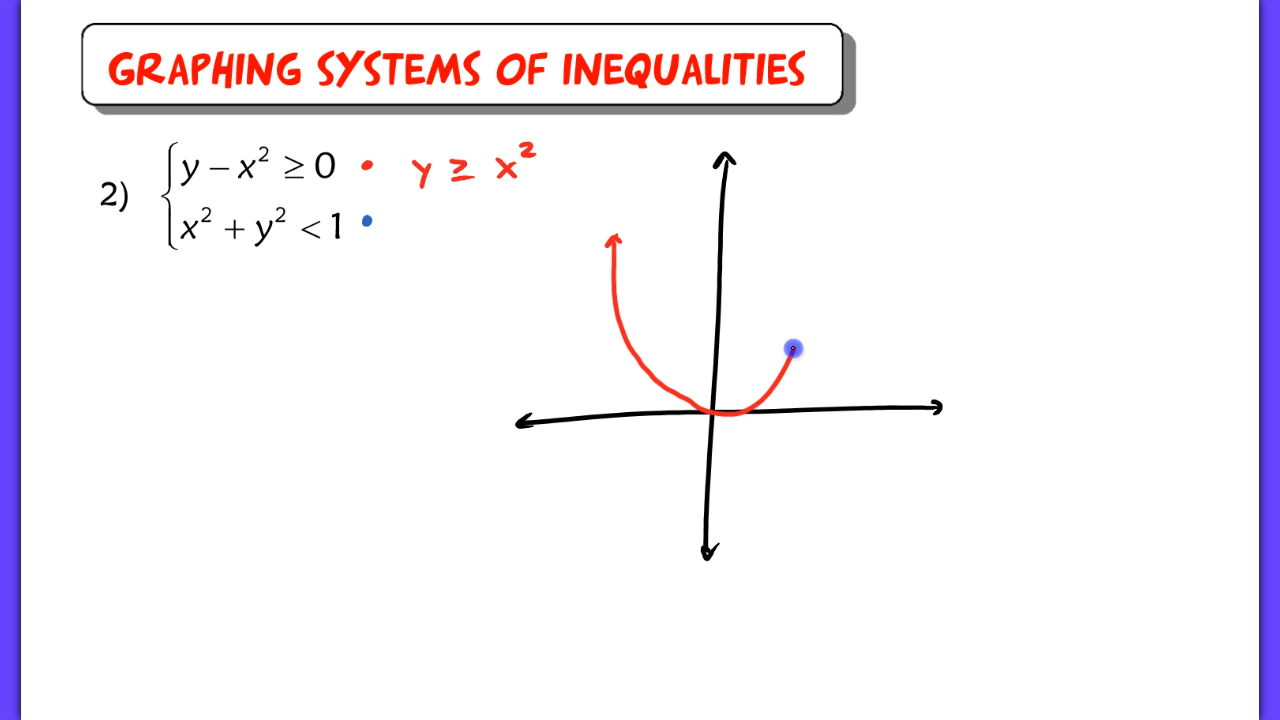 GRAPHING SYSTEMS OF INEQUALITIES
2) { y − x² ≥ 0 • y ≥ x²
x² + y² < 1 •